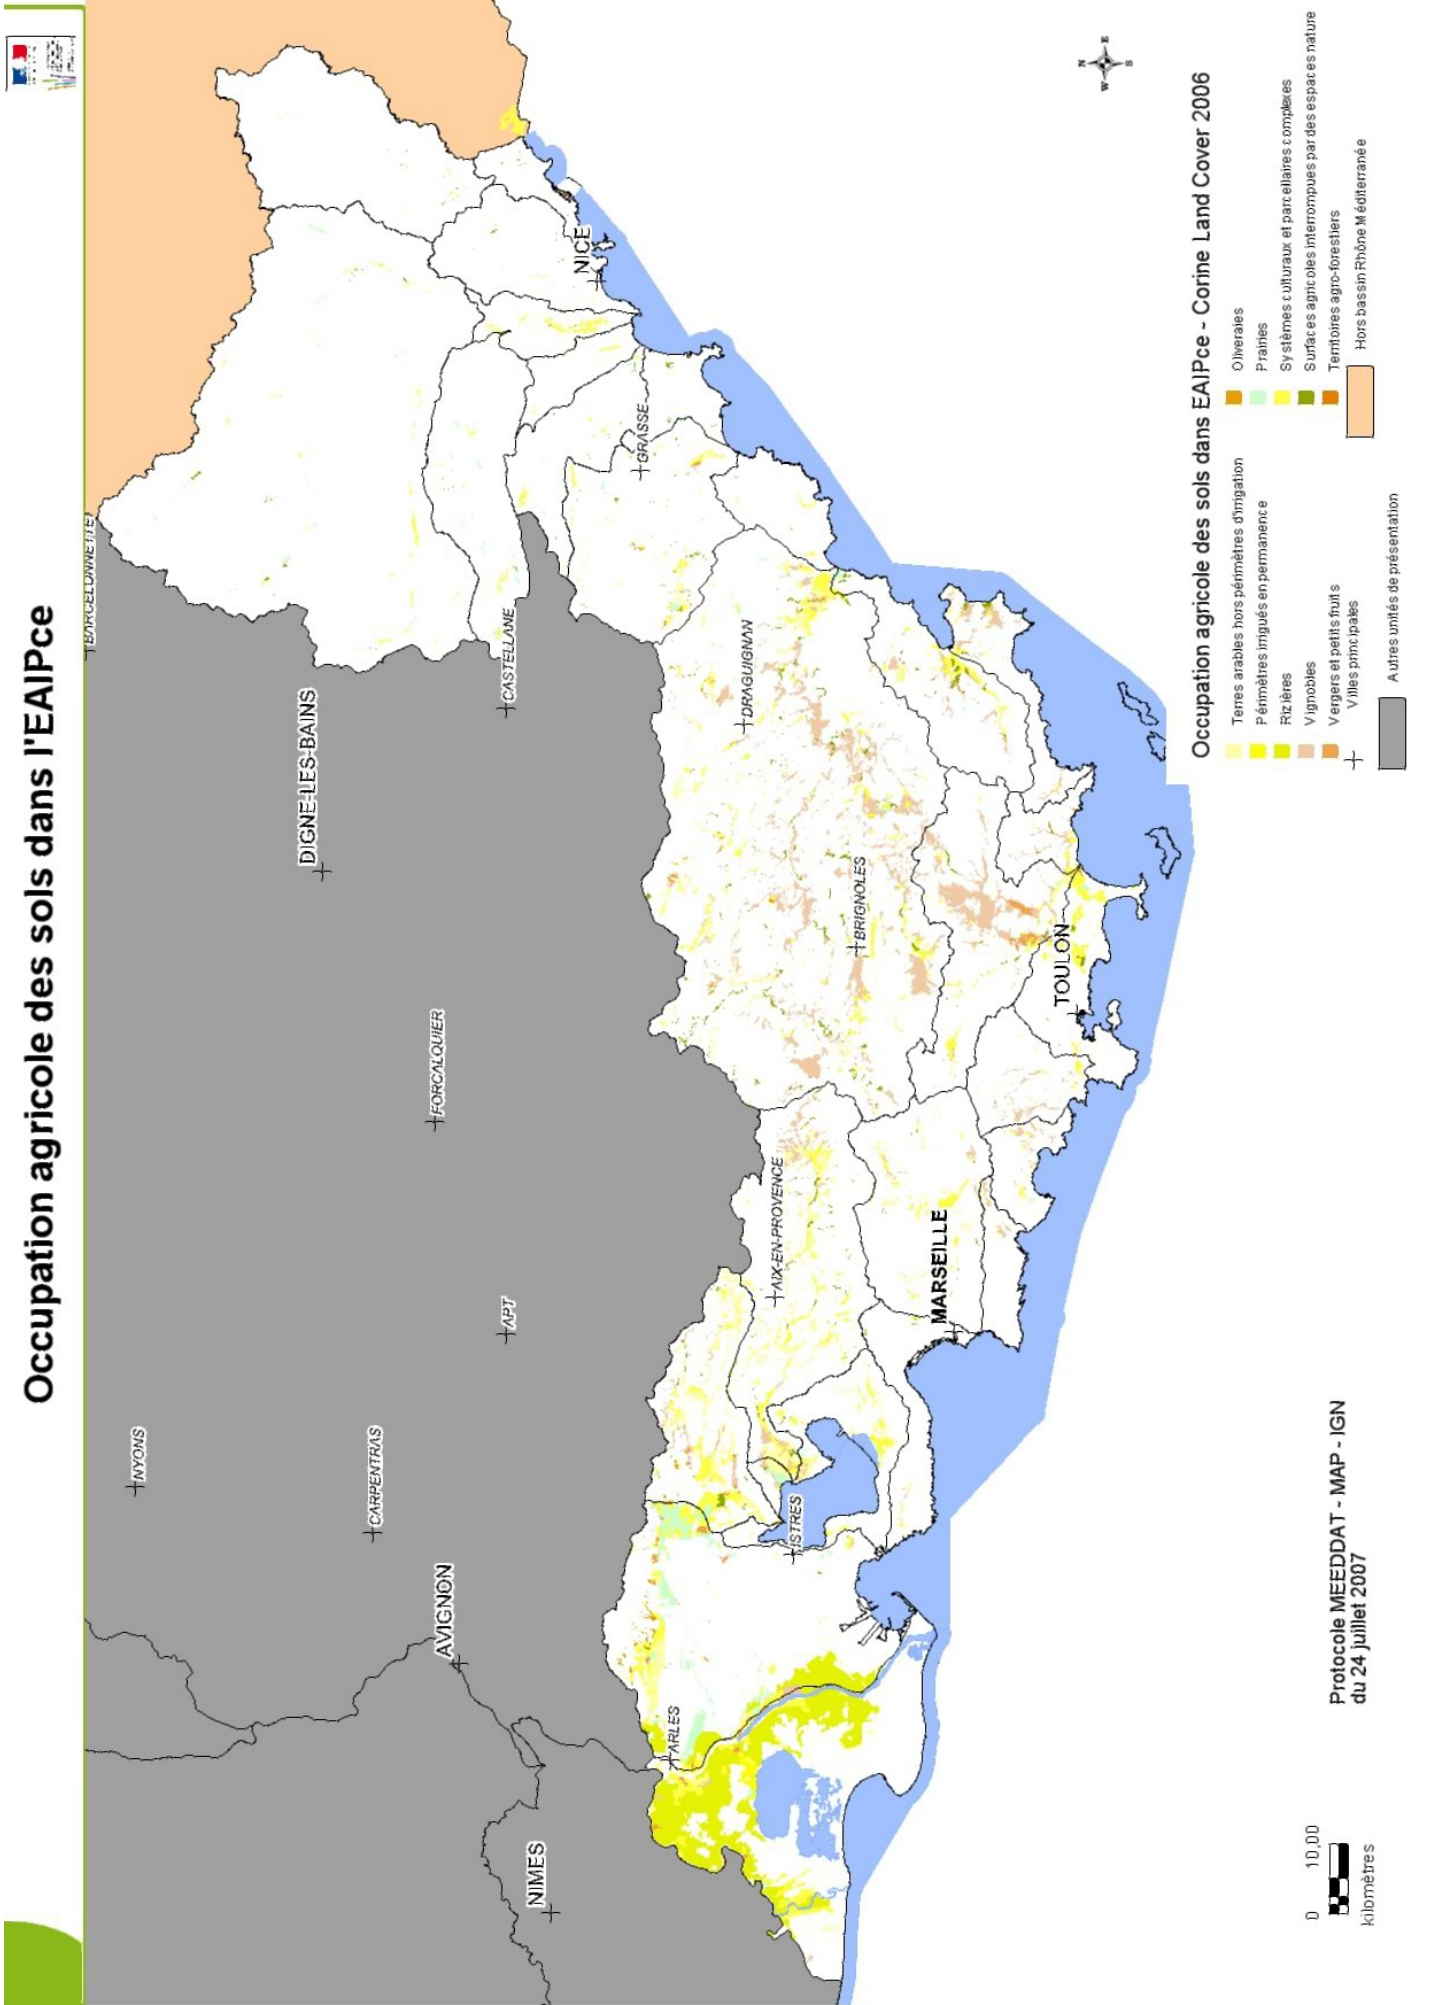 Occupation agricole des sols dans l'EAIPce
BARCELONNETTE
NYONS
DIGNE-LES-BAINS
CARPENTRAS
FORCALQUIER
AVIGNON
APT
CASTELLANE
NIMES
NICE
GRASSE
ARLES
DRAGUIGNAN
AIX-EN-PROVENCE
ISTRES
BRIGNOLES
MARSEILLE
TOULON
N
W
E
S
Occupation agricole des sols dans EAIPce - Corine Land Cover 2006
Terres arables hors périmètres d'irrigation
Périmètres irrigués en permanence
Rizières
Vignobles
Vergers et petits fruits
Villes principales
Autres unités de présentation
Oliveraies
Prairies
Systèmes culturaux et parcellaires complexes
Surfaces agricoles interrompues par des espaces nature
Territoires agro-forestiers
Hors bassin Rhône Méditerranée
0 10,00
kilomètres
Protocole MEEDDAT - MAP - IGN
du 24 juillet 2007